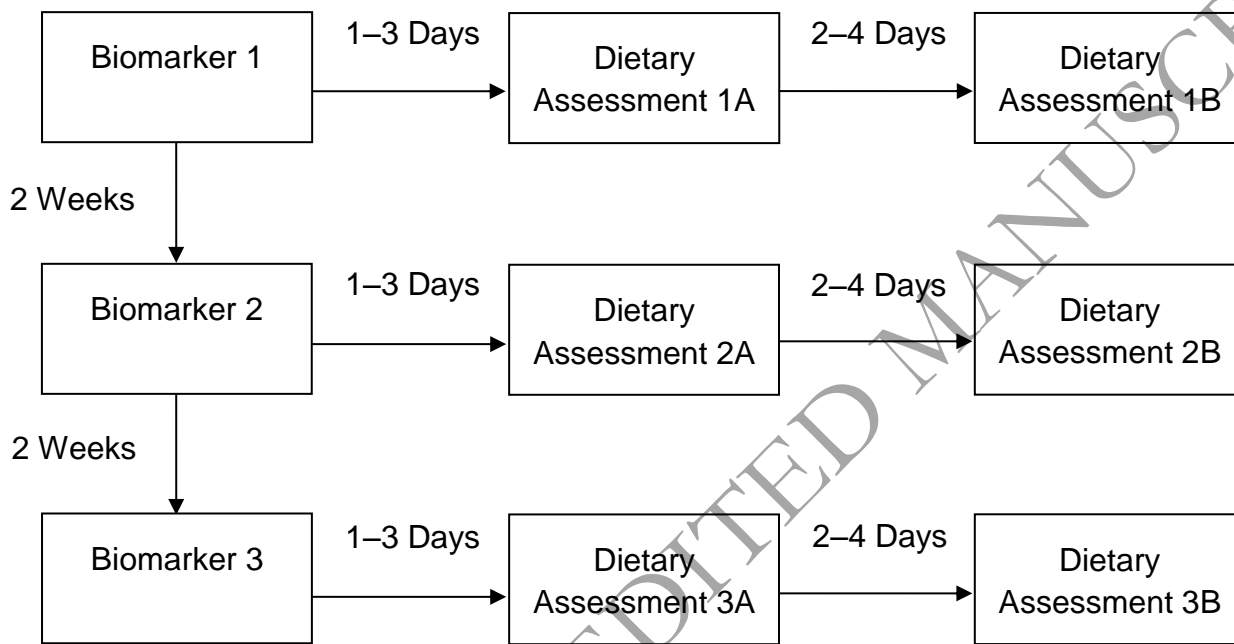 1–3 Days
2–4 Days
Biomarker 1
Dietary
Assessment 1A
Dietary
Assessment 1B
2 Weeks
1–3 Days
2–4 Days
Biomarker 2
Dietary
Assessment 2A
Dietary
Assessment 2B
2 Weeks
1–3 Days
2–4 Days
Biomarker 3
Dietary
Assessment 3A
Dietary
Assessment 3B
EDITED MANUSCR